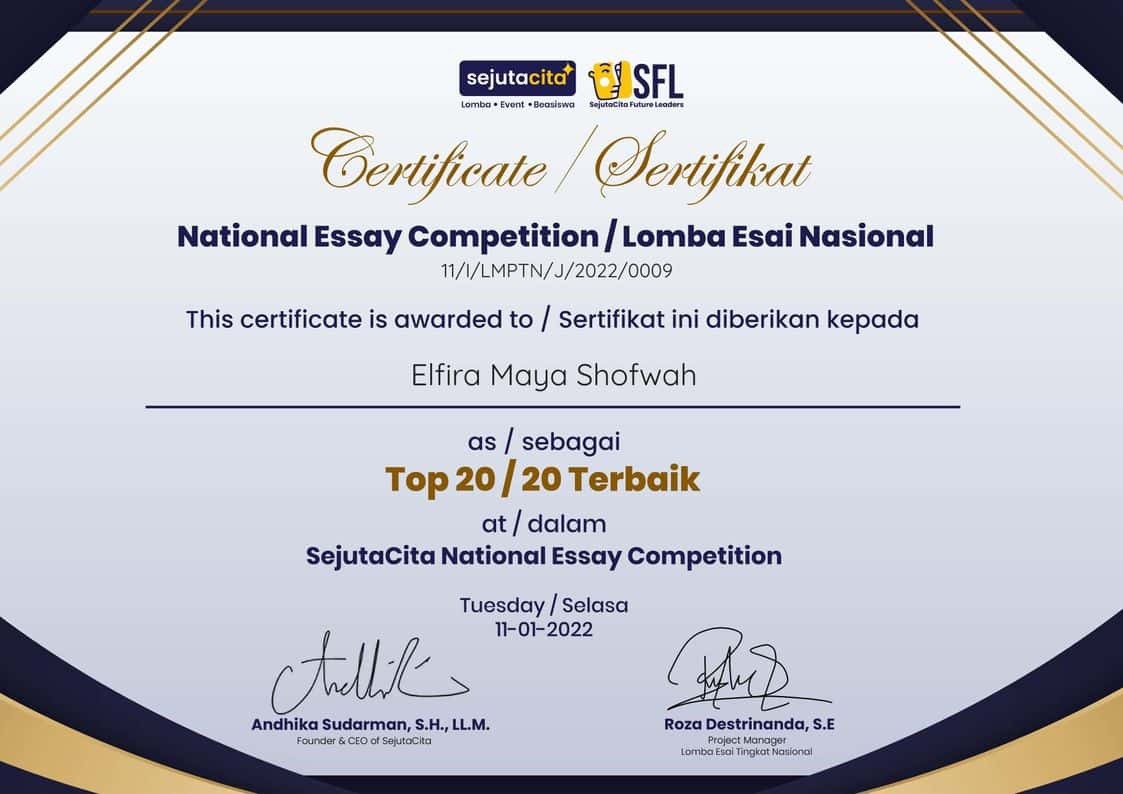 sejutacita
Lomba • Event • Beasiswa
SFL
SejutaCita Future Leaders
Certificate / Sertifikat
National Essay Competition / Lomba Esai Nasional
11/I/LMPTN/J/2022/0009
This certificate is awarded to / Sertifikat ini diberikan kepada
Elfira Maya Shofwah
as / sebagai
Top 20 / 20 Terbaik
at / dalam
SejutaCita National Essay Competition
Tuesday / Selasa
11-01-2022
Andhika Sudarman, S.H., LL.M.
Founder & CEO of SejutaCita
Roza Destrinanda, S.E
Project Manager
Lomba Esai Tingkat Nasional